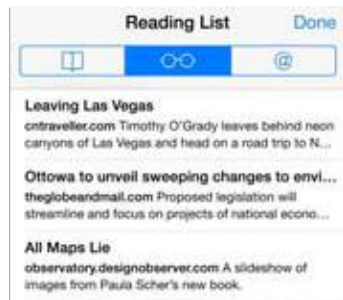 Reading List
Done
@
Leaving Las Vegas
cntraveller.com Timothy O'Grady leaves behind neon
canyons of Las Vegas and head on a road trip to N...
Ottowa to unveil sweeping changes to envi...
theglobeandmail.com Proposed legislation will
streamline and focus on projects of national econo...
All Maps Lie
observatory.designobserver.com A slideshow of
images from Paula Scher's new book.